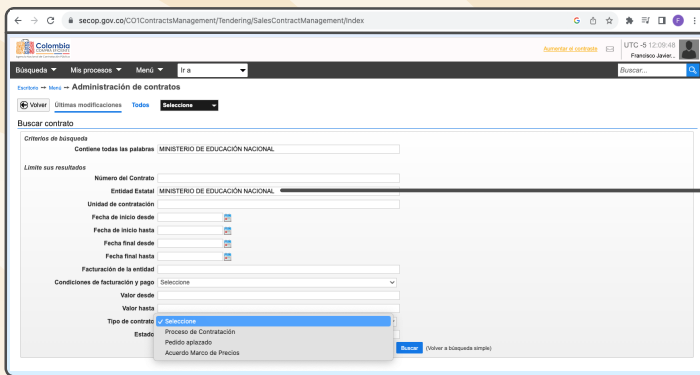 secop.gov.co/CO1ContractsManagement/Tendering/SalesContractManagement/Index
F
Colombia
Aumentar el contraste
UTC -5 12:09:48
Francisco Javier...
Búsqueda Mis procesos Menú Ir a Buscar...
Escritorio → Menú → Administración de contratos
Volver Últimas modificaciones Todos Seleccione
Buscar contrato
Criterios de búsqueda
Contiene todas las palabras MINISTERIO DE EDUCACIÓN NACIONAL
Limite sus resultados
Número del Contrato
Entidad Estatal MINISTERIO DE EDUCACIÓN NACIONAL
Unidad de contratación
Fecha de inicio desde
Fecha de inicio hasta
Fecha final desde
Fecha final hasta
Facturación de la entidad
Condiciones de facturación y pago Seleccione
Valor desde
Valor hasta
Tipo de contrato ✓ Seleccione
Estado Proceso de Contratación
Pedido aplazado
Buscar (Volver a búsqueda simple)
Acuerdo Marco de Precios